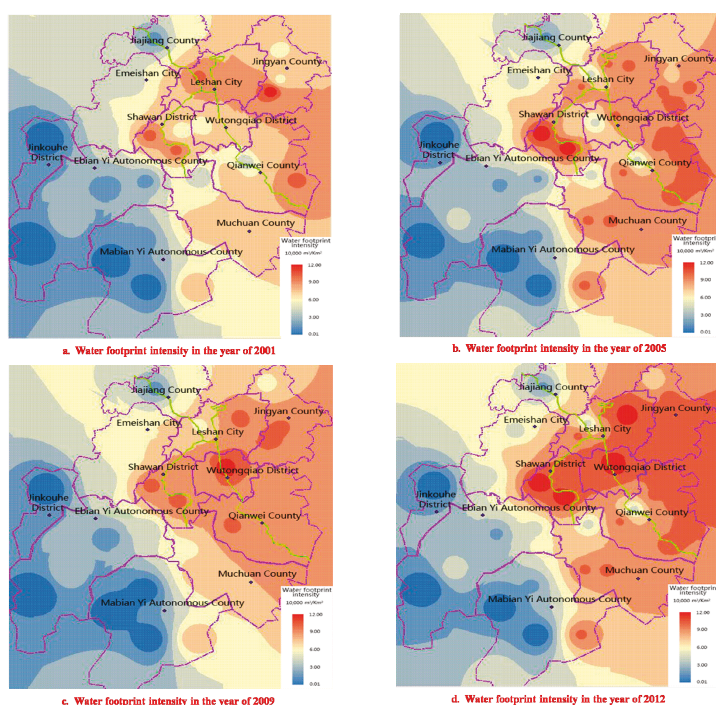 Jiajiang County
Emeishan City
Jingyan County
Leshan City
Shawan District
Wutongqiao District
Jinkouhe
District
Ebian Yi Autonomous County
Qianwei County
Muchuan County
Mabian Yi Autonomous County
Water footprint
intensity
10,000 m³/Km²
12.00
9.00
6.00
3.00
0.01
a. Water footprint intensity in the year of 2001
Jiajiang County
Emeishan City
Jingyan County
Leshan City
Shawan District
Wutongqiao District
Jinkouhe
District
Ebian Yi Autonomous County
Qianwei County
Muchuan County
Mabian Yi Autonomous County
Water footpri
intensity
10,000 m³/Km²
12.00
9.00
6.00
3.00
0.01
b. Water footprint intensity in the year of 2005
Jiajiang County
Emeishan City
Jingyan County
Leshan City
Shawan District
Wutongqiao District
Jinkouhe
District
Ebian Yi Autonomous County
Qianwei County
Muchuan County
Mabian Yi Autonomous County
Water footprint
intensity
10,000 m³/Km²
12.00
9.00
6.00
3.00
0.01
c. Water footprint intensity in the year of 2009
Jiajiang County
Emeishan City
Jingyan County
Leshan City
Shawan District
Wutongqiao District
Jinkouhe
District
Ebian Yi Autonomous County
Qianwei County
Muchuan County
Mabian Yi Autonomous County
Water footprint
intensity
10,000 m³/Km²
12.00
9.00
6.00
3.00
0.01
d. Water footprint intensity in the year of 2012